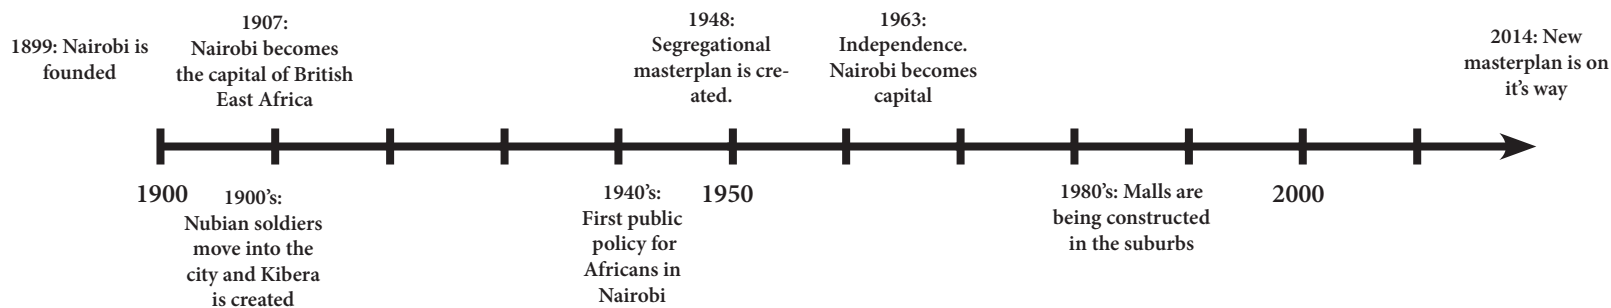 1899: Nairobi is
founded
1907:
Nairobi becomes
the capital of British
East Africa
1948:
Segregational
masterplan is cre-
ated.
1963:
Independence.
Nairobi becomes
capital
2014: New
masterplan is on
it's way
1900
1900's:
Nubian soldiers
move into the
city and Kibera
is created
1940's:
First public
policy for
Africans in
Nairobi
1950
1980's: Malls are
being constructed
in the suburbs
2000